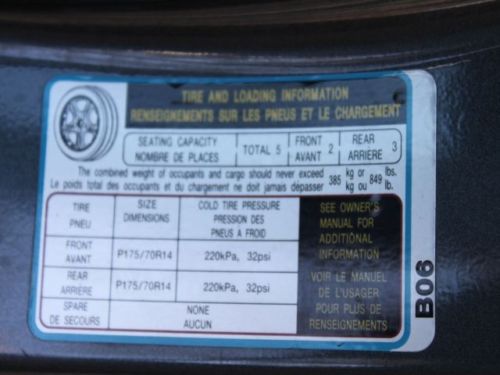 TIRE AND LOADING INFORMATION
RENSEIGNEMENTS SUR LES PNEUS ET LE CHARGEMENT
SEATING CAPACITY
NOMBRE DE PLACES
TOTAL 5
FRONT
AVANT 2
REAR
ARRIÈRE 3
The combined weight of occupants and cargo should never exceed 385 kg or 849 lbs.
Le poids total des occupants et du chargement ne doit jamais dépasser 385 kg ou 849 lb.
TIRE
PNEU
SIZE
DIMENSIONS
COLD TIRE PRESSURE
PRESSION DES
PNEUS A FROID
FRONT
AVANT
P175/70R14
220kPa, 32psi
REAR
ARRIÈRE
P175/70R14
220kPa, 32psi
SPARE
DE SECOURS
NONE
AUCUN
SEE OWNER'S
MANUAL FOR
ADDITIONAL
INFORMATION
VOIR LE MANUEL
DE L'USAGER
POUR PLUS DE
RENSEIGNEMENTS
B06